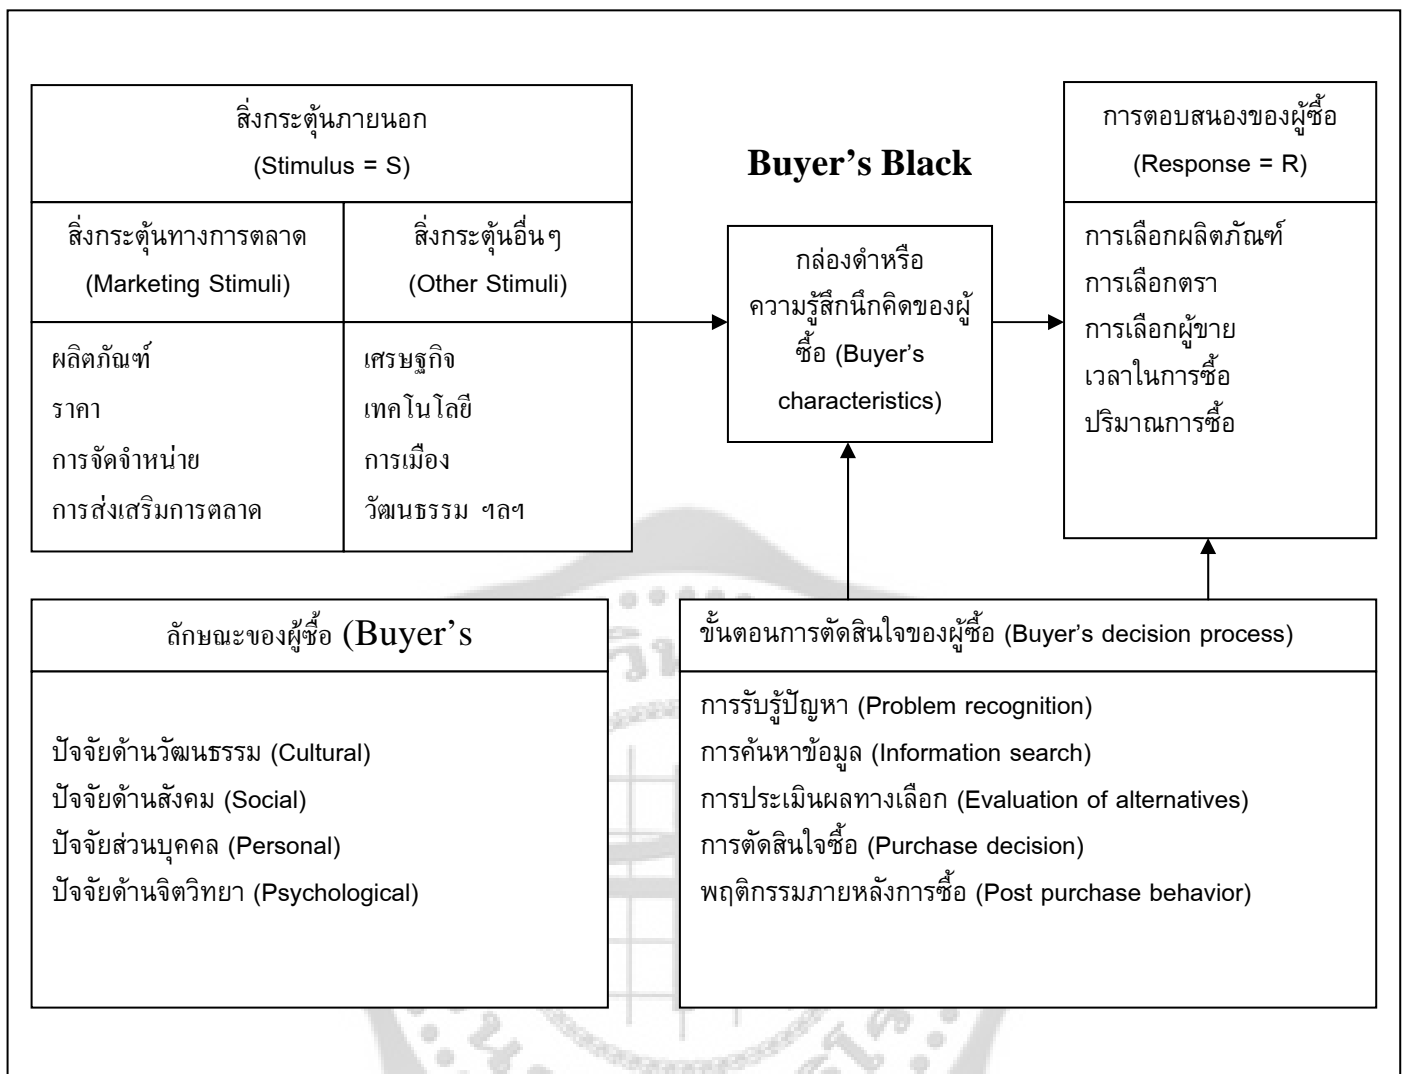 สิ่งกระตุ้นภายนอก
(Stimulus = S)
สิ่งกระตุ้นทางการตลาด
(Marketing Stimuli)
สิ่งกระตุ้นอื่นๆ
(Other Stimuli)
ผลิตภัณฑ์
ราคา
การจัดจำหน่าย
การส่งเสริมการตลาด
เศรษฐกิจ
เทคโนโลยี
การเมือง
วัฒนธรรม ฯลฯ
Buyer's Black
กล่องดำหรือ
ความรู้สึกนึกคิดของผู้
ซื้อ (Buyer's
characteristics)
การตอบสนองของผู้ซื้อ
(Response = R)
การเลือกผลิตภัณฑ์
การเลือกตรา
การเลือกผู้ขาย
เวลาในการซื้อ
ปริมาณการซื้อ
ลักษณะของผู้ซื้อ (Buyer's
ปัจจัยด้านวัฒนธรรม (Cultural)
ปัจจัยด้านสังคม (Social)
ปัจจัยส่วนบุคคล (Personal)
ปัจจัยด้านจิตวิทยา (Psychological)
ขั้นตอนการตัดสินใจของผู้ซื้อ (Buyer's decision process)
การรับรู้ปัญหา (Problem recognition)
การค้นหาข้อมูล (Information search)
การประเมินผลทางเลือก (Evaluation of alternatives)
การตัดสินใจซื้อ (Purchase decision)
พฤติกรรมภายหลังการซื้อ (Post purchase behavior)